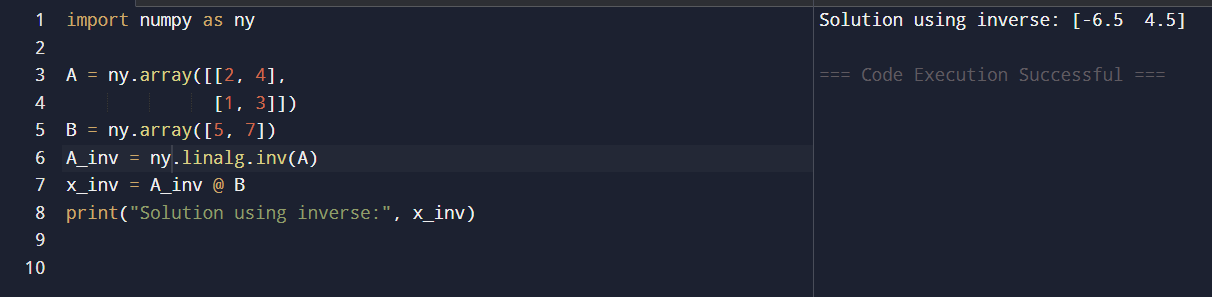 1 import numpy as ny
2
3 A = ny.array([[2, 4],
4               [1, 3]])
5 B = ny.array([5, 7])
6 A_inv = ny.linalg.inv(A)
7 x_inv = A_inv @ B
8 print("Solution using inverse:", x_inv)
9
10
Solution using inverse: [-6.5  4.5]
=== Code Execution Successful ===